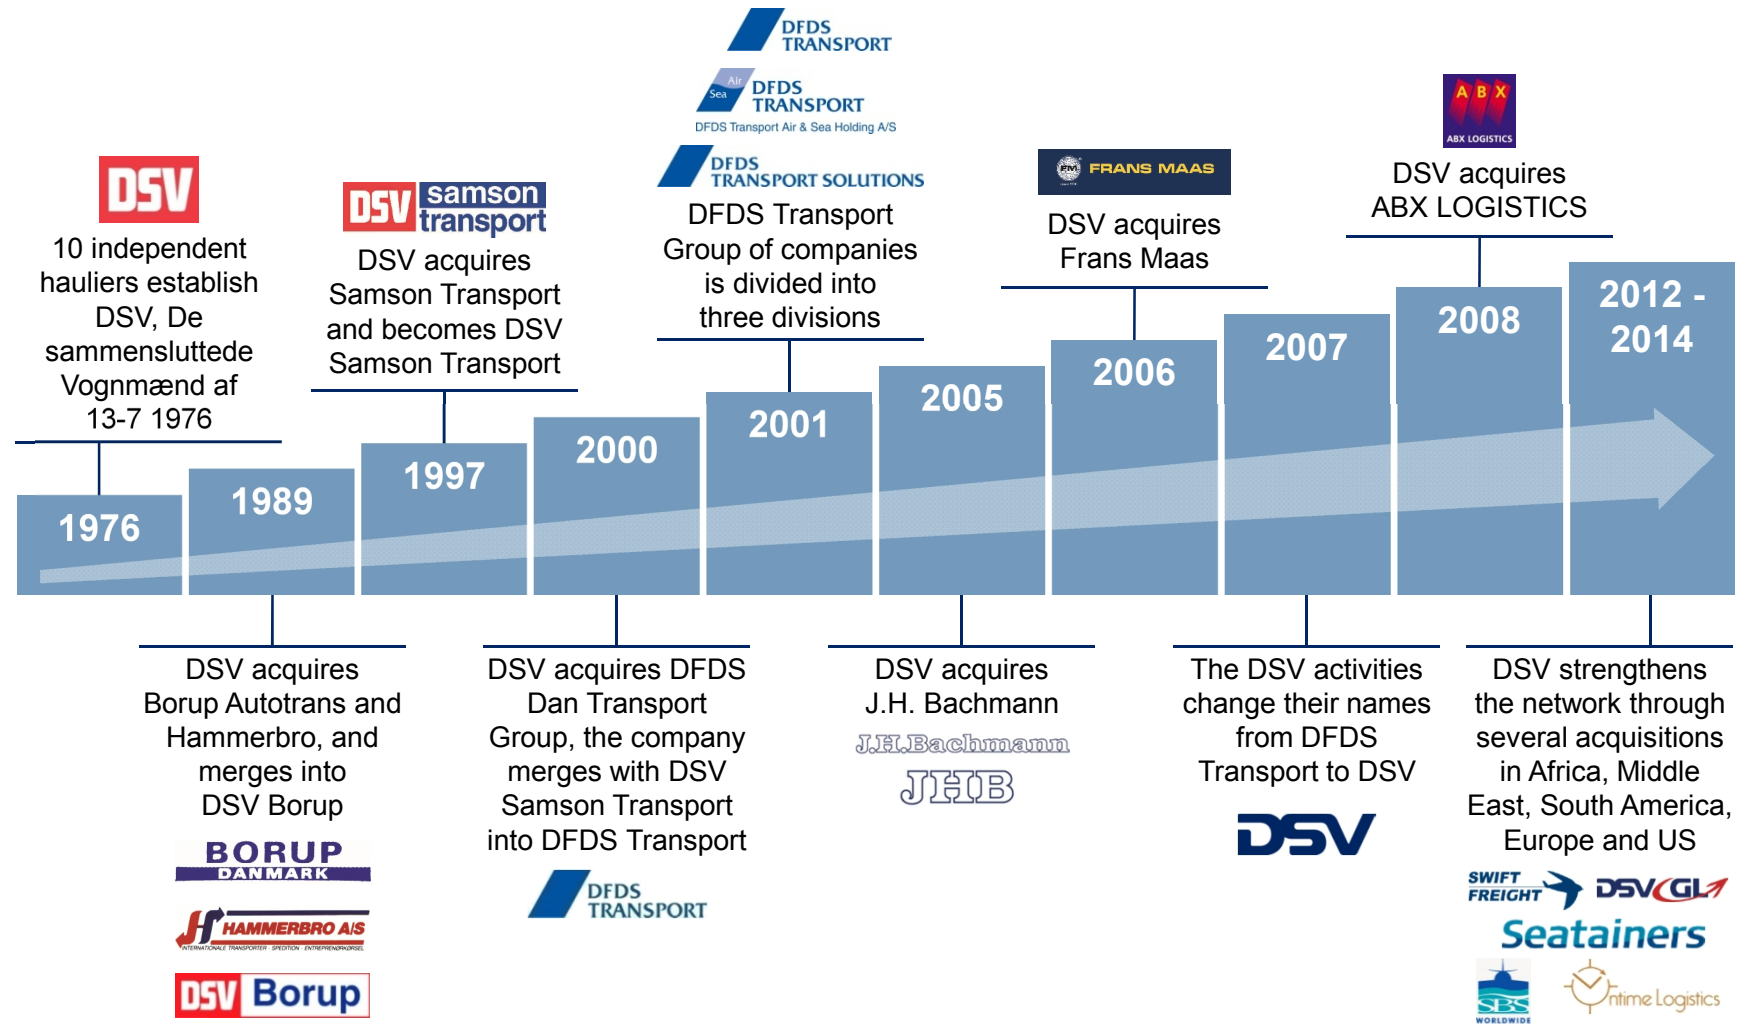 DSV
10 independent
hauliers establish
DSV, De
sammensluttede
Vognmænd af
13-7 1976
1976
1989
DSV acquires
Borup Autotrans and
Hammerbro, and
merges into
DSV Borup
BORUP
DANMARK
HAMMERBRO A/S
INTERNATIONALE TRANSPORTER - SPEDITION - ENTREPRENØRKØRSEL
DSV Borup
DSV samson
transport
DSV acquires
Samson Transport
and becomes DSV
Samson Transport
1997
2000
DSV acquires DFDS
Dan Transport
Group, the company
merges with DSV
Samson Transport
into DFDS Transport
DFDS
TRANSPORT
DFDS
TRANSPORT
Air
Sea
DFDS
TRANSPORT
DFDS Transport Air & Sea Holding A/S
DFDS
TRANSPORT SOLUTIONS
DFDS Transport
Group of companies
is divided into
three divisions
2001
2005
DSV acquires
J.H. Bachmann
J.H.Bachmann
JHB
FM
FRANS MAAS
DSV acquires
Frans Maas
2006
2007
The DSV activities
change their names
from DFDS
Transport to DSV
DSV
ABX
ABX LOGISTICS
DSV acquires
ABX LOGISTICS
2008
2012 -
2014
DSV strengthens
the network through
several acquisitions
in Africa, Middle
East, South America,
Europe and US
SWIFT
FREIGHT
DSV GL
Seatainers
SBS
WORLDWIDE
Ontime Logistics